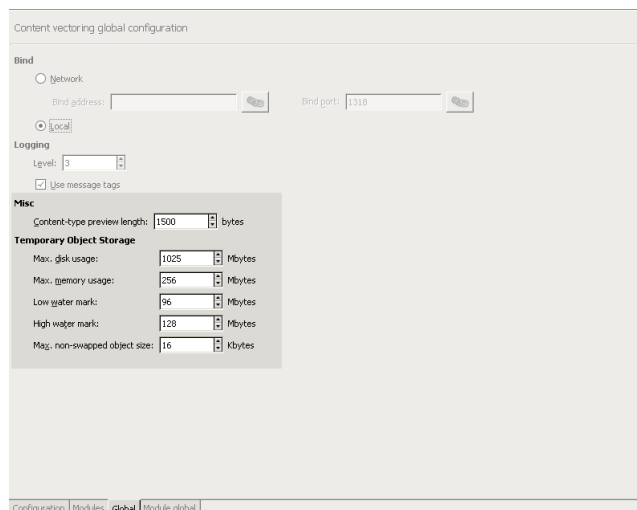 Content vectoring global configuration
Bind
Network
Bind address:
Bind port: 1318
Local
Logging
Level: 3
Use message tags
Misc
Content-type preview length: 1500 bytes
Temporary Object Storage
Max. disk usage: 1025 Mbytes
Max. memory usage: 256 Mbytes
Low water mark: 96 Mbytes
High water mark: 128 Mbytes
Max. non-swapped object size: 16 Kbytes
Configuration Modules Global Module global